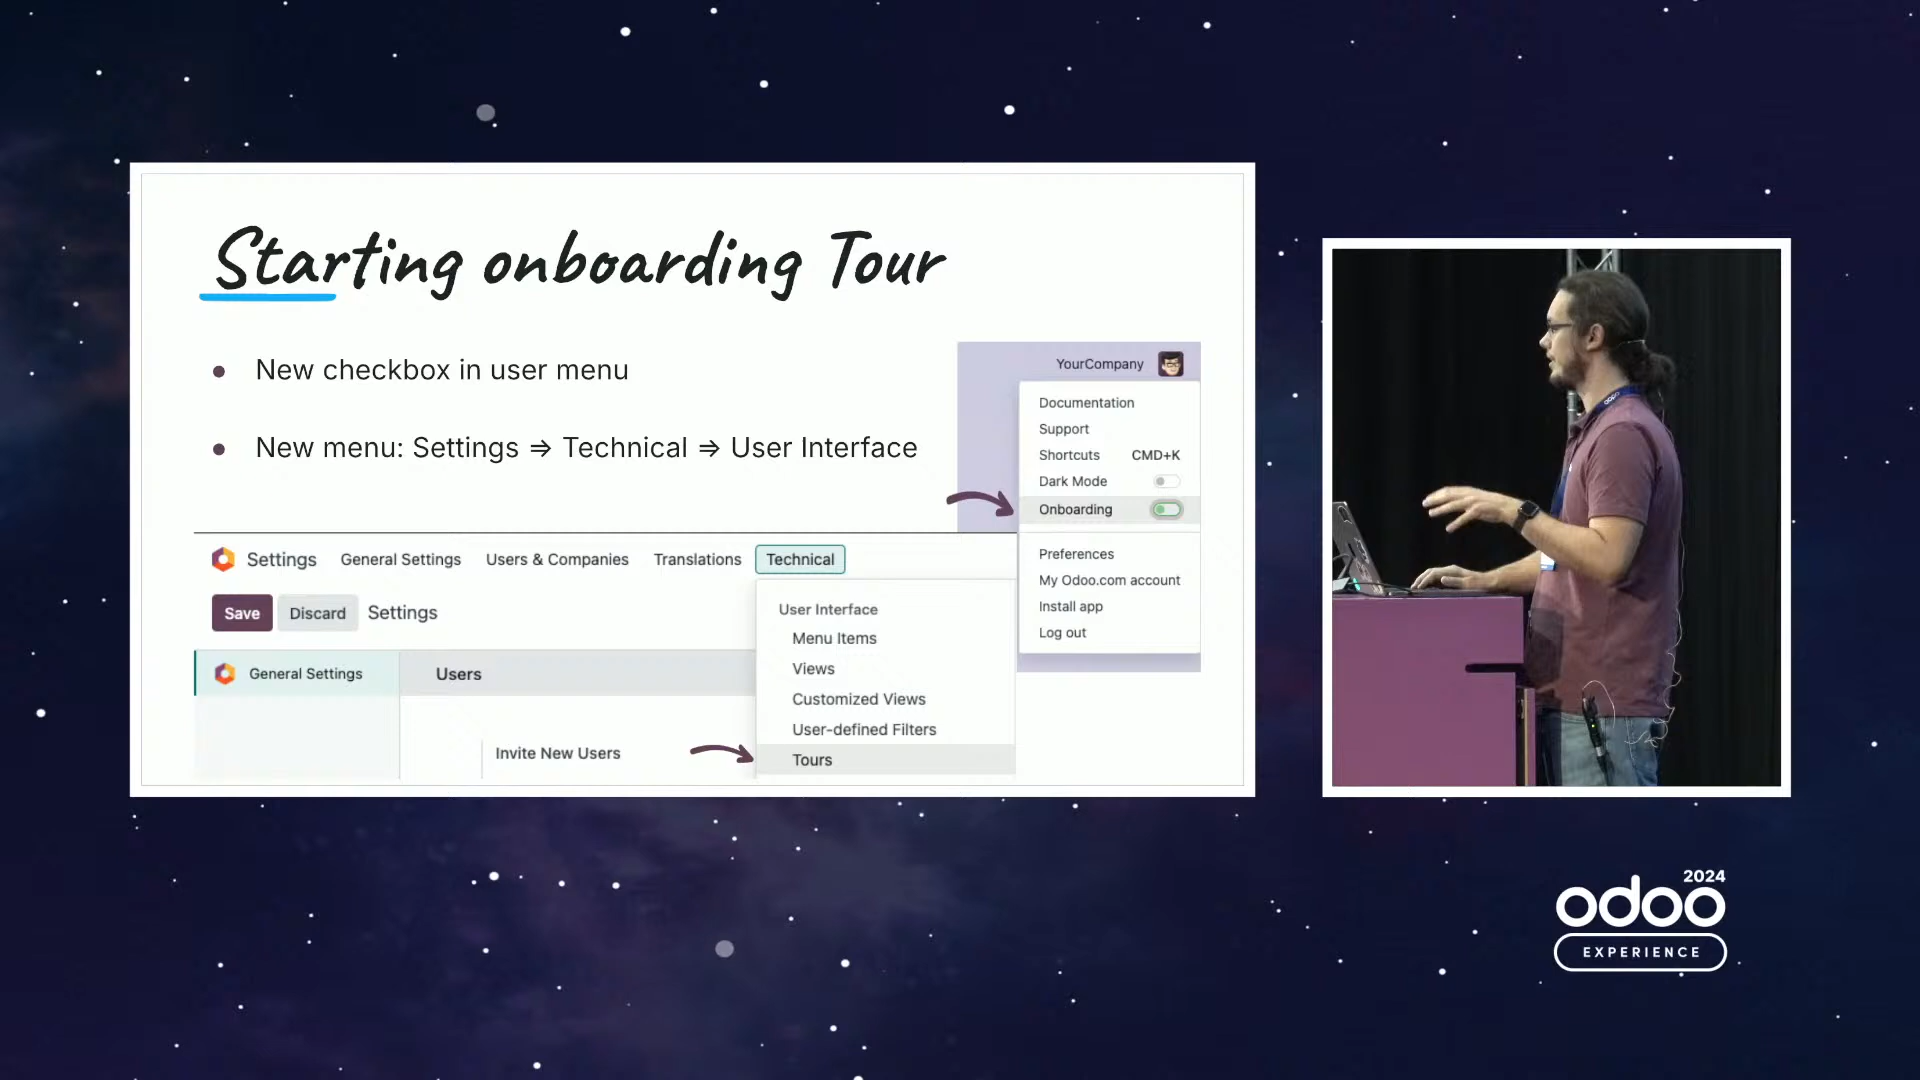 Starting onboarding Tour
New checkbox in user menu
New menu: Settings ⇒ Technical ⇒ User Interface
YourCompany
Documentation
Support
Shortcuts CMD+K
Dark Mode
Onboarding
Preferences
My Odoo.com account
Install app
Log out
Settings General Settings Users & Companies Translations Technical
Save Discard Settings
General Settings Users
Invite New Users
User Interface
Menu Items
Views
Customized Views
User-defined Filters
Tours
odoo
2024
odoo
EXPERIENCE